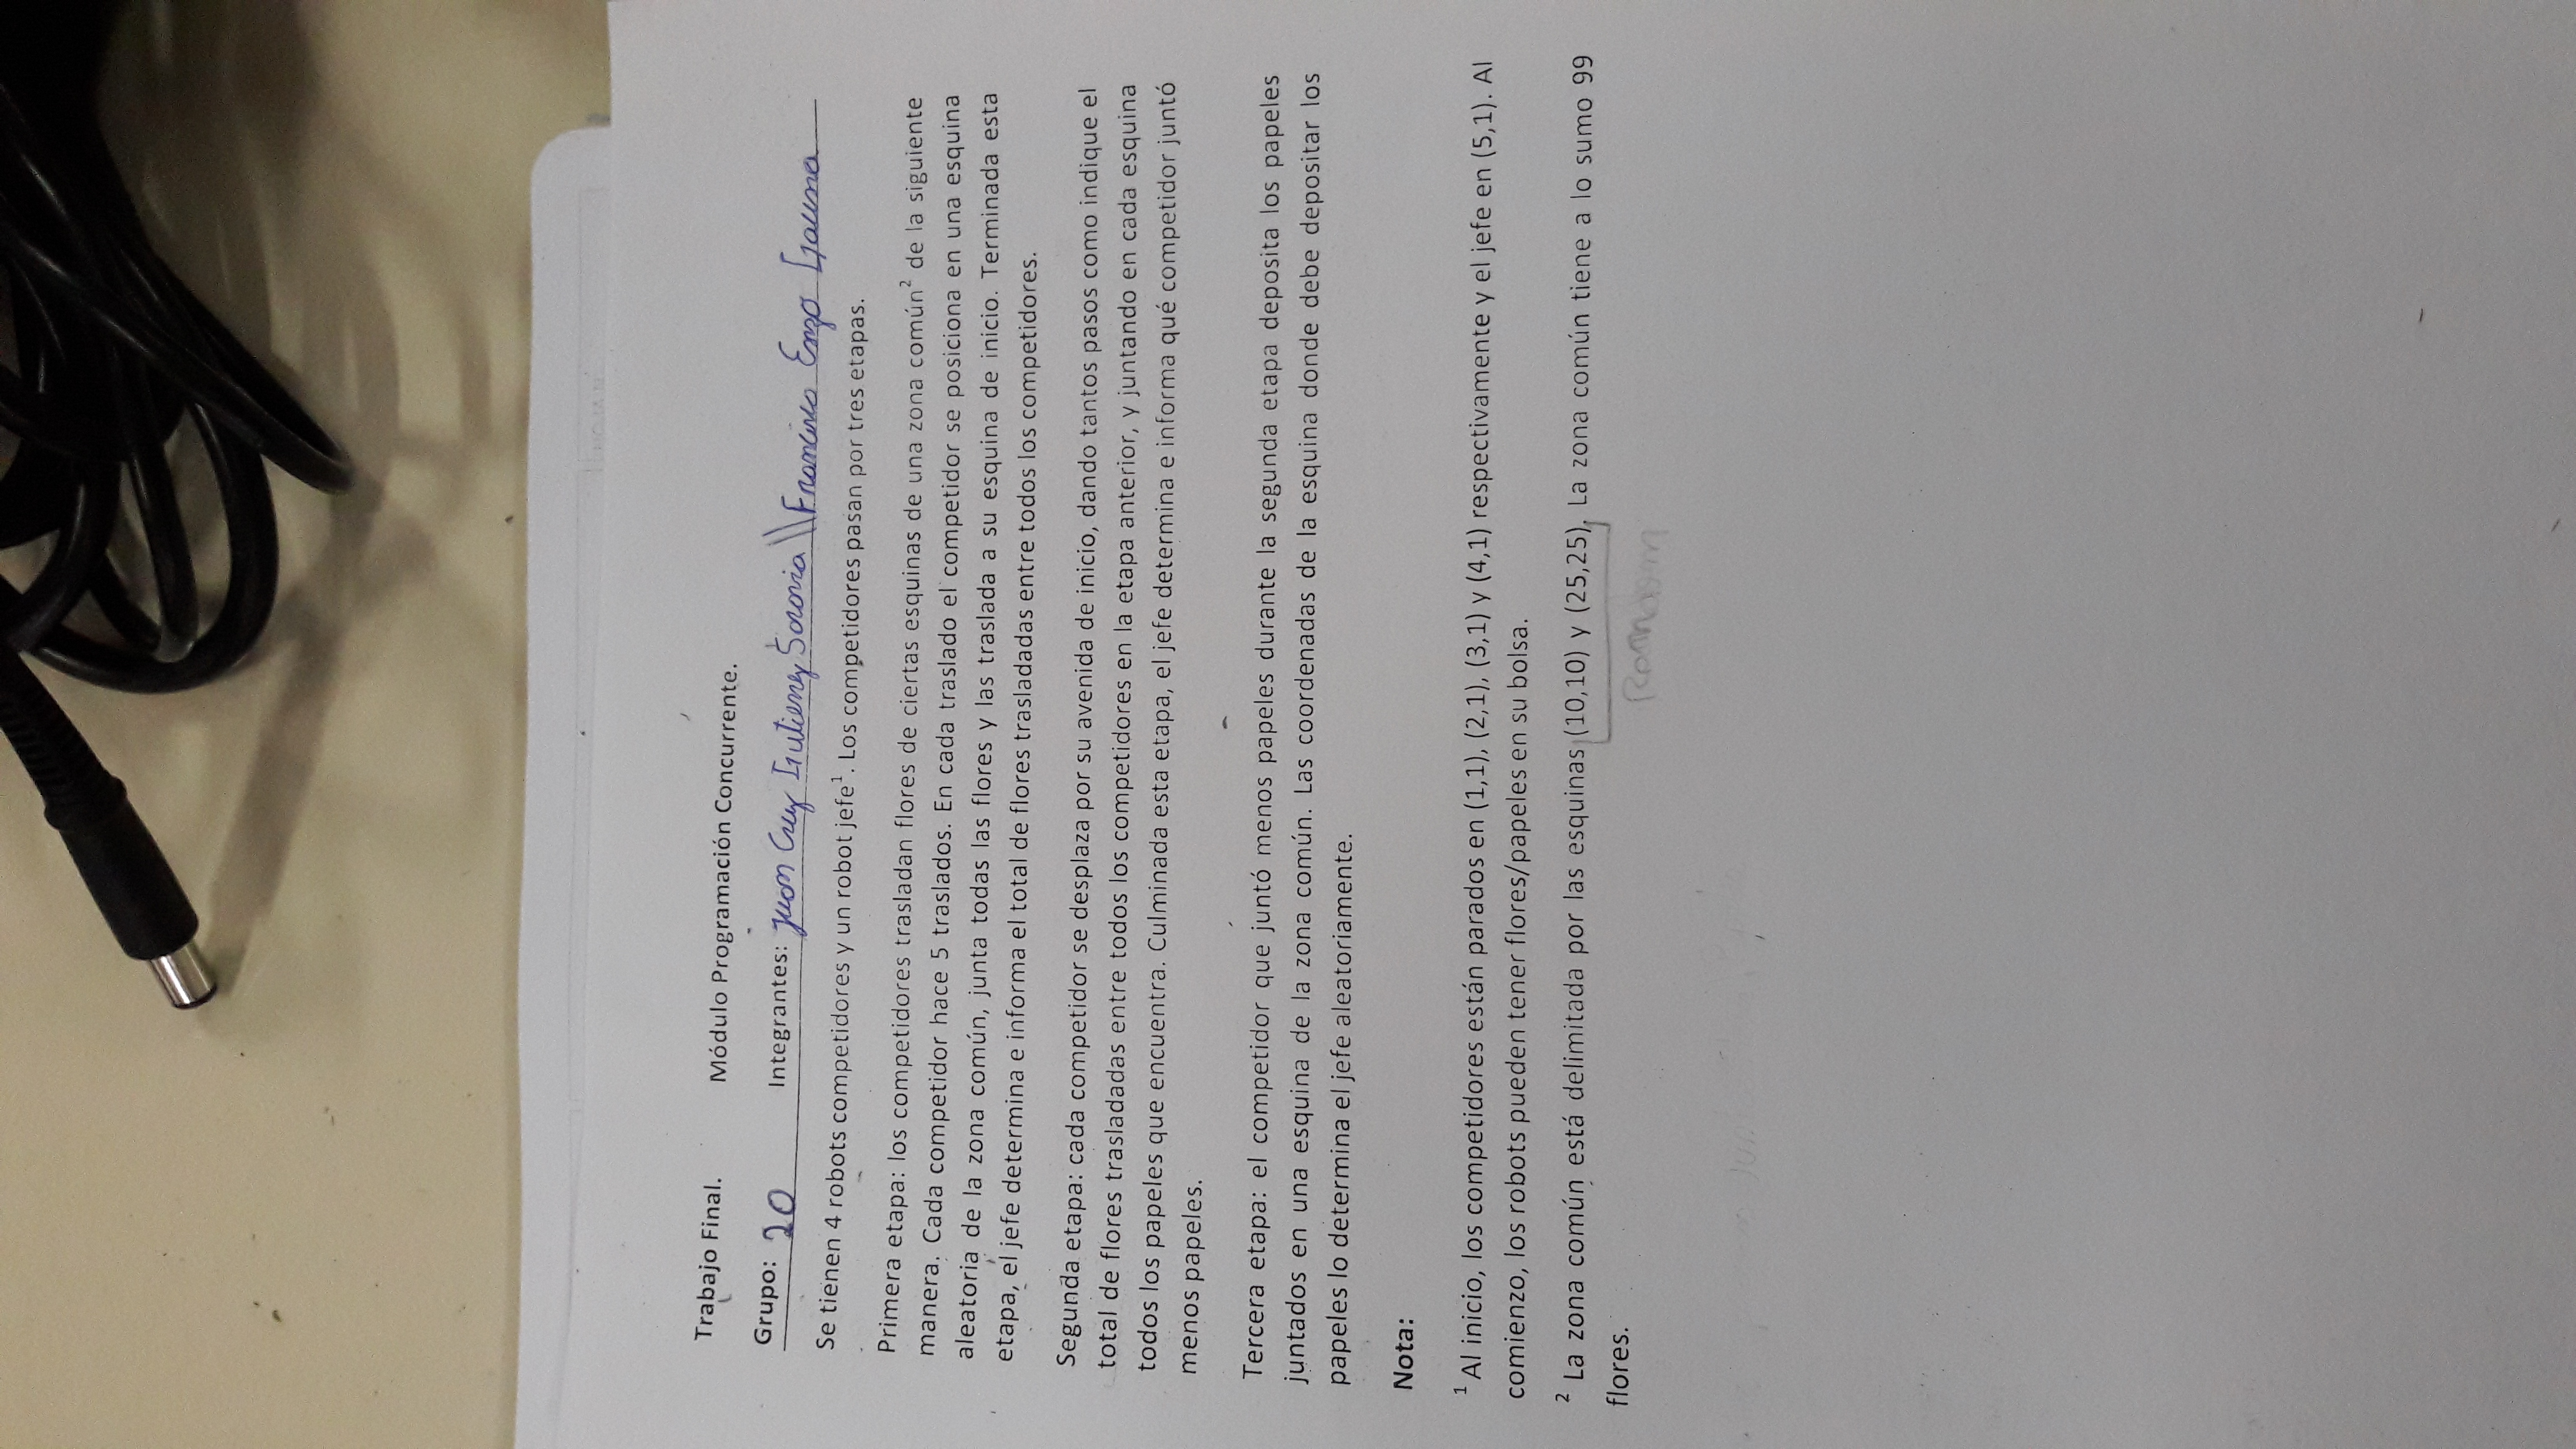 Trabajo Final. Módulo Programación Concurrente.
Grupo: 20 Integrantes: Juan Cruz Gutierrez Soravia \\ Francisco Enzo Gauna
Se tienen 4 robots competidores y un robot jefe¹. Los competidores pasan por tres etapas.
Primera etapa: los competidores trasladan flores de ciertas esquinas de una zona común² de la siguiente
manera. Cada competidor hace 5 traslados. En cada traslado el competidor se posiciona en una esquina
aleatoria de la zona común, junta todas las flores y las traslada a su esquina de inicio. Terminada esta
etapa, el jefe determina e informa el total de flores trasladadas entre todos los competidores.
Segunda etapa: cada competidor se desplaza por su avenida de inicio, dando tantos pasos como indique el
total de flores trasladadas entre todos los competidores en la etapa anterior, y juntando en cada esquina
todos los papeles que encuentra. Culminada esta etapa, el jefe determina e informa qué competidor juntó
menos papeles.
Tercera etapa: el competidor que juntó menos papeles durante la segunda etapa deposita los papeles
juntados en una esquina de la zona común. Las coordenadas de la esquina donde debe depositar los
papeles lo determina el jefe aleatoriamente.
Nota:
¹ Al inicio, los competidores están parados en (1,1), (2,1), (3,1) y (4,1) respectivamente y el jefe en (5,1). Al
comienzo, los robots pueden tener flores/papeles en su bolsa.
² La zona común está delimitada por las esquinas (10,10) y (25,25). La zona común tiene a lo sumo 99
flores.
Random